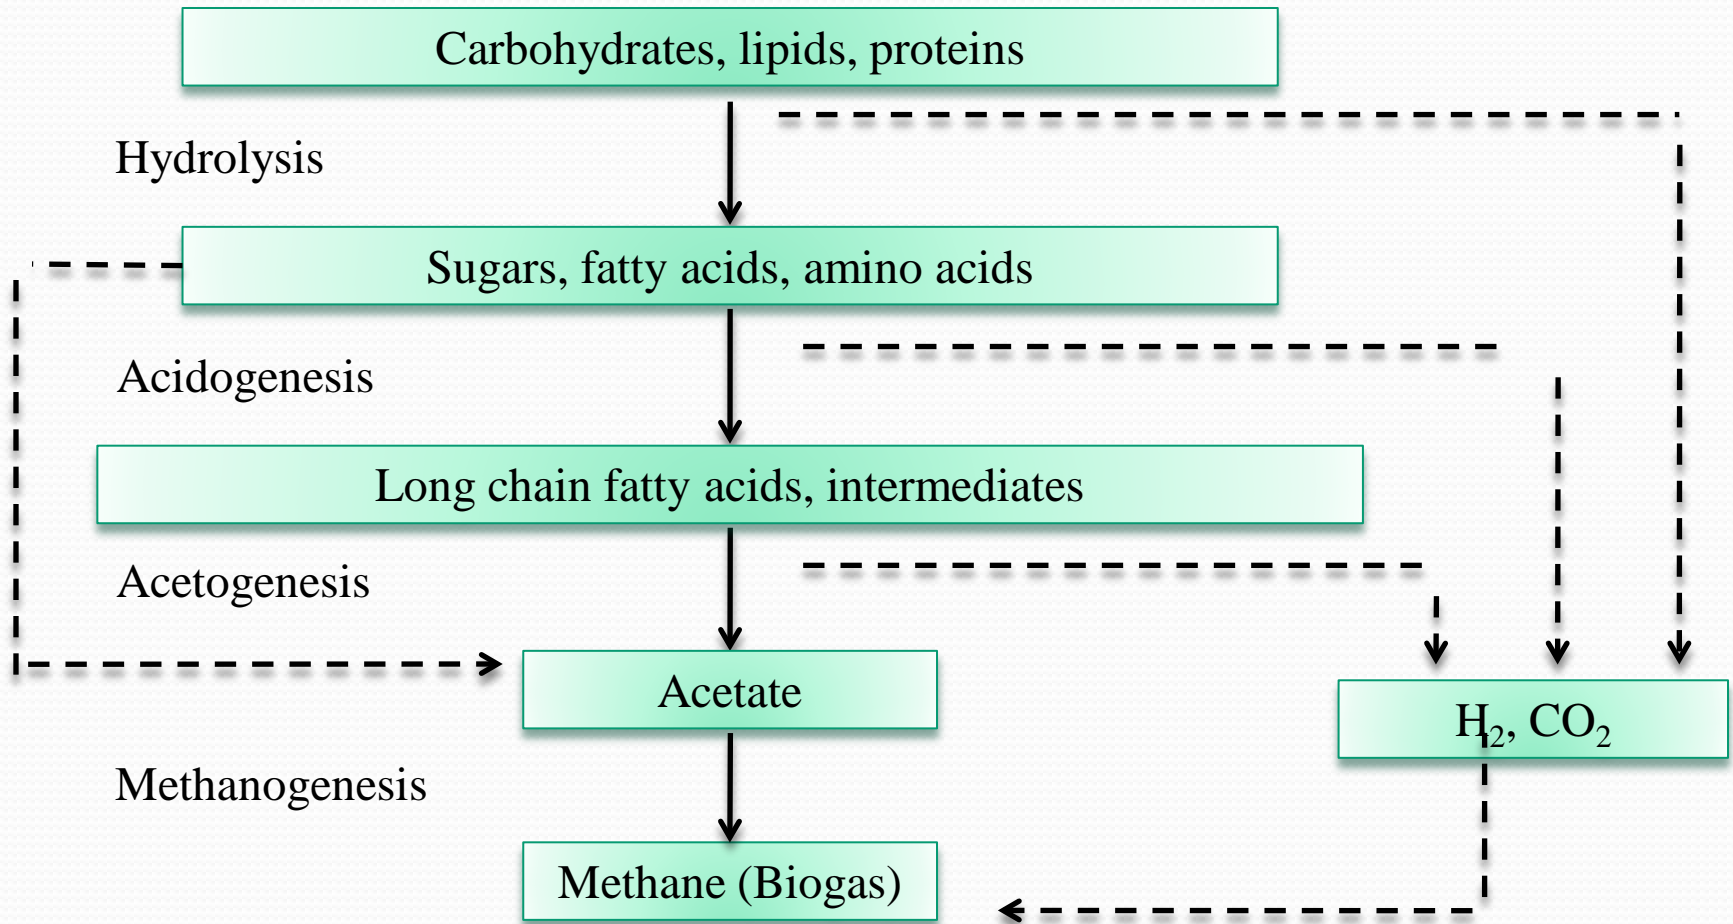 Carbohydrates, lipids, proteins
Hydrolysis
Sugars, fatty acids, amino acids
Acidogenesis
Long chain fatty acids, intermediates
Acetogenesis
Acetate
H₂, CO₂
Methanogenesis
Methane (Biogas)